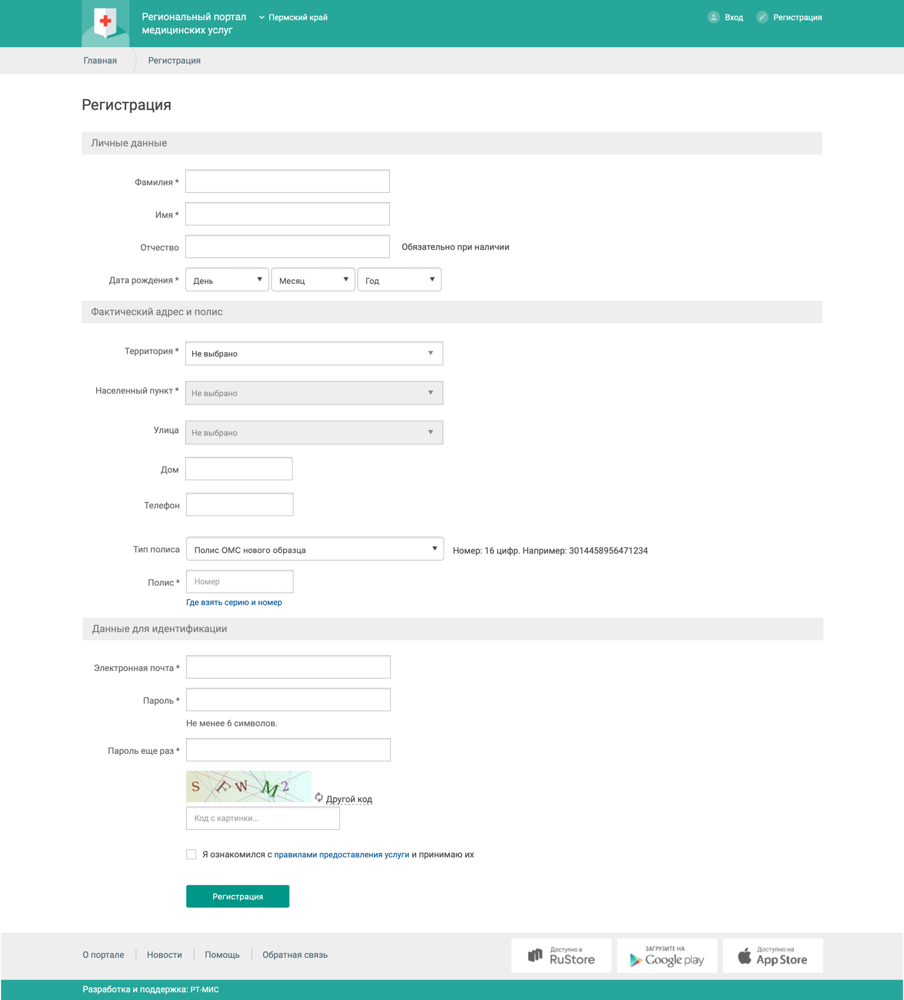 Региональный портал
медицинских услуг
Пермский край
Вход
Регистрация
Главная
Регистрация
Регистрация
Личные данные
Фамилия *
Имя *
Отчество
Обязательно при наличии
Дата рождения *
День
Месяц
Год
Фактический адрес и полис
Территория *
Не выбрано
Населенный пункт *
Не выбрано
Улица
Не выбрано
Дом
Телефон
Тип полиса
Полис ОМС нового образца
Номер: 16 цифр. Например: 3014458956471234
Полис *
Номер
Где взять серию и номер
Данные для идентификации
Электронная почта *
Пароль *
Не менее 6 символов.
Пароль еще раз *
SFWM2
Другой код
Код с картинки...
Я ознакомился с правилами предоставления услуги и принимаю их
Регистрация
О портале
Новости
Помощь
Обратная связь
Доступно в
RuStore
ЗАГРУЗИТЕ НА
Google play
Доступно на
App Store
Разработка и поддержка: РТ-МИС